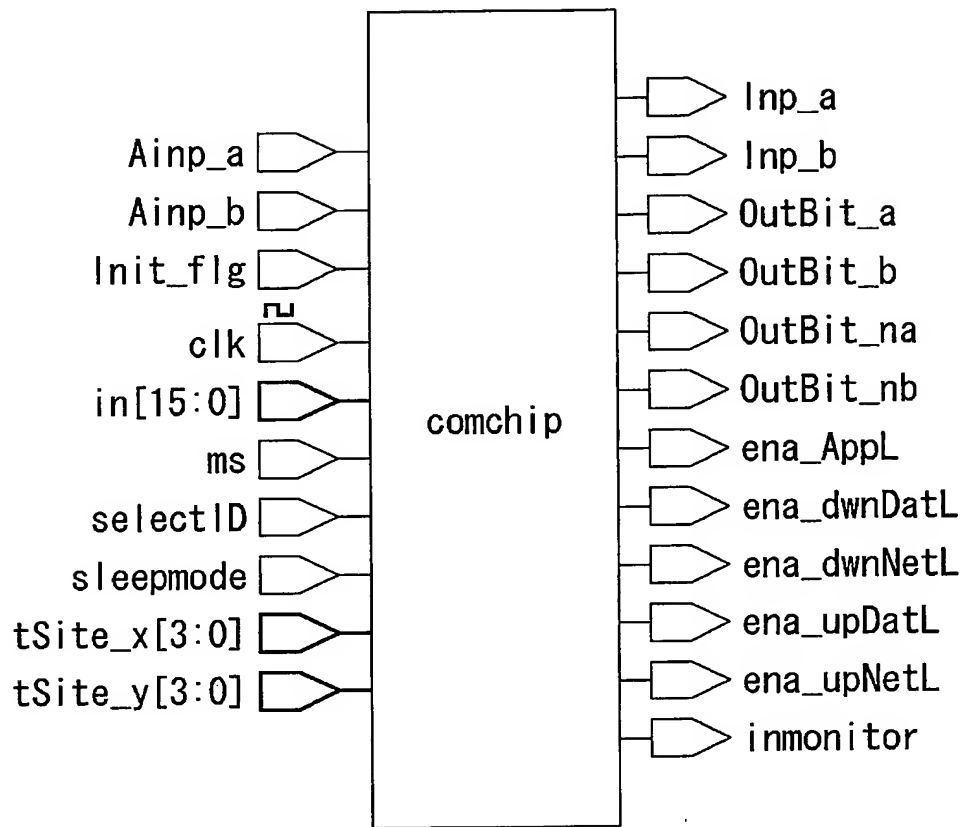 Ainp_a
Ainp_b
Init_flg
clk
in[15:0]
ms
selectID
sleepmode
tSite_x[3:0]
tSite_y[3:0]
comchip
Inp_a
Inp_b
OutBit_a
OutBit_b
OutBit_na
OutBit_nb
ena_AppL
ena_dwnDatL
ena_dwnNetL
ena_upDatL
ena_upNetL
inmonitor